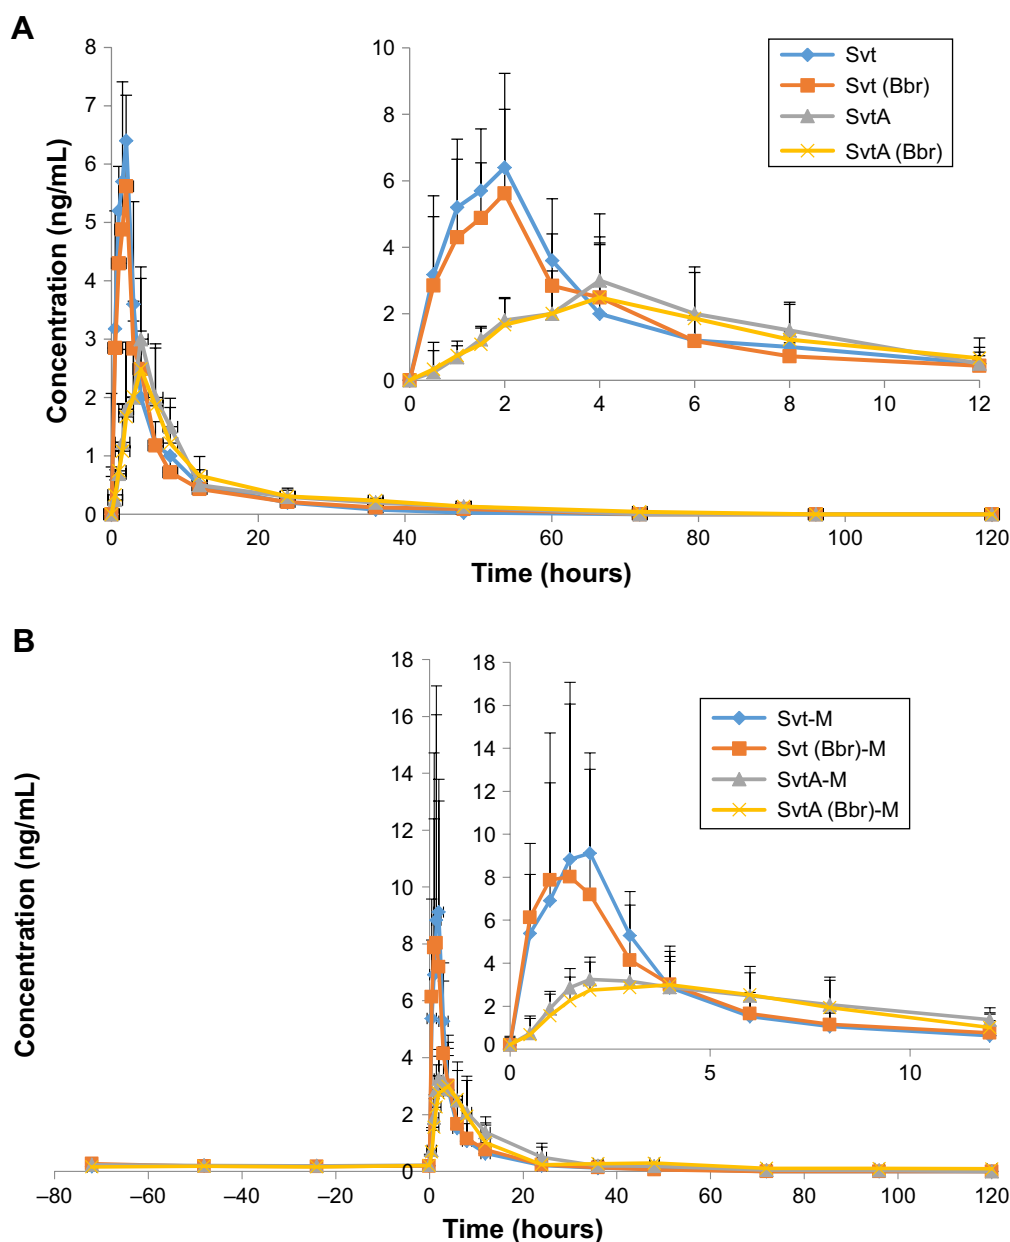 A
Concentration (ng/mL)
8
7
6
5
4
3
2
1
0
0 20 40 60 80 100 120
Time (hours)
10
8
6
4
2
0
0 2 4 6 8 10 12
Svt
Svt (Bbr)
SvtA
SvtA (Bbr)
B
Concentration (ng/mL)
18
16
14
12
10
8
6
4
2
0
–80 –60 –40 –20 0 20 40 60 80 100 120
Time (hours)
18
16
14
12
10
8
6
4
2
0
0 5 10
Svt-M
Svt (Bbr)-M
SvtA-M
SvtA (Bbr)-M